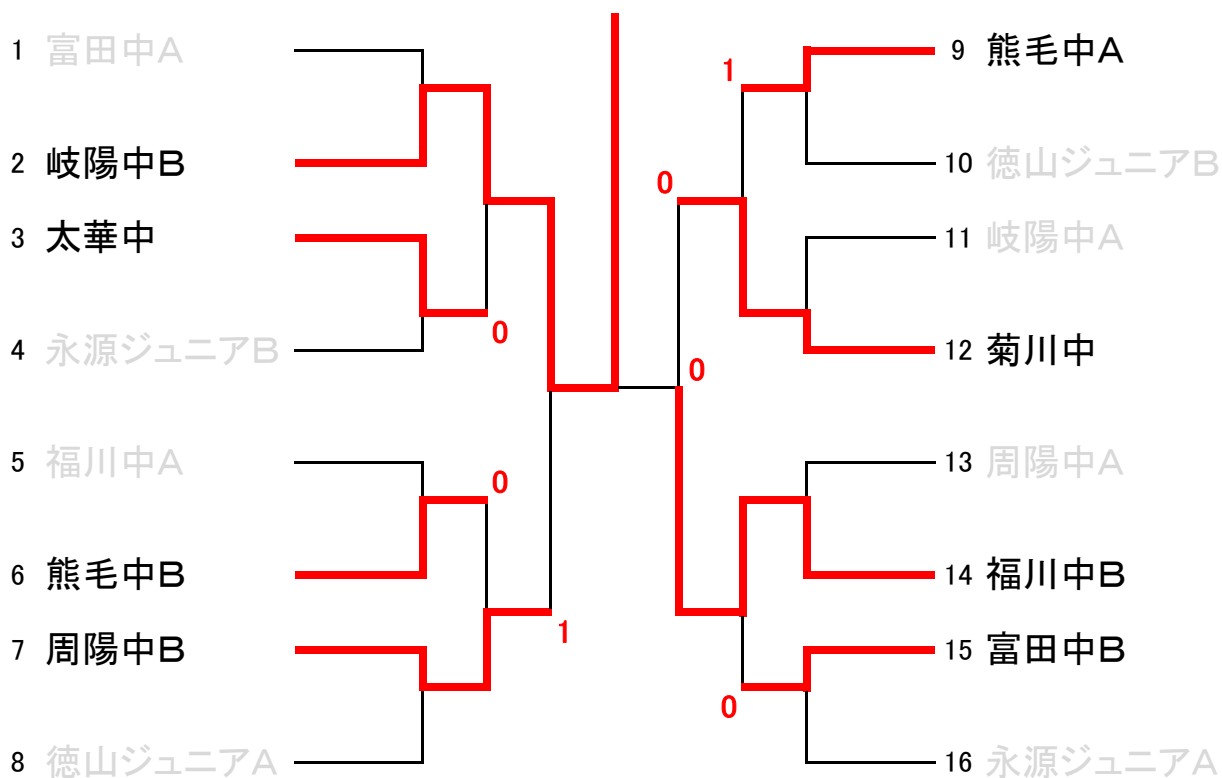 1 富田中A
2 岐陽中B
3 太華中
0
4 永源ジュニアB
5 福川中A
0
6 熊毛中B
7 周陽中B
1
8 徳山ジュニアA
9 熊毛中A
1
10 徳山ジュニアB
0
11 岐陽中A
12 菊川中
0
13 周陽中A
14 福川中B
15 富田中B
0
16 永源ジュニアA